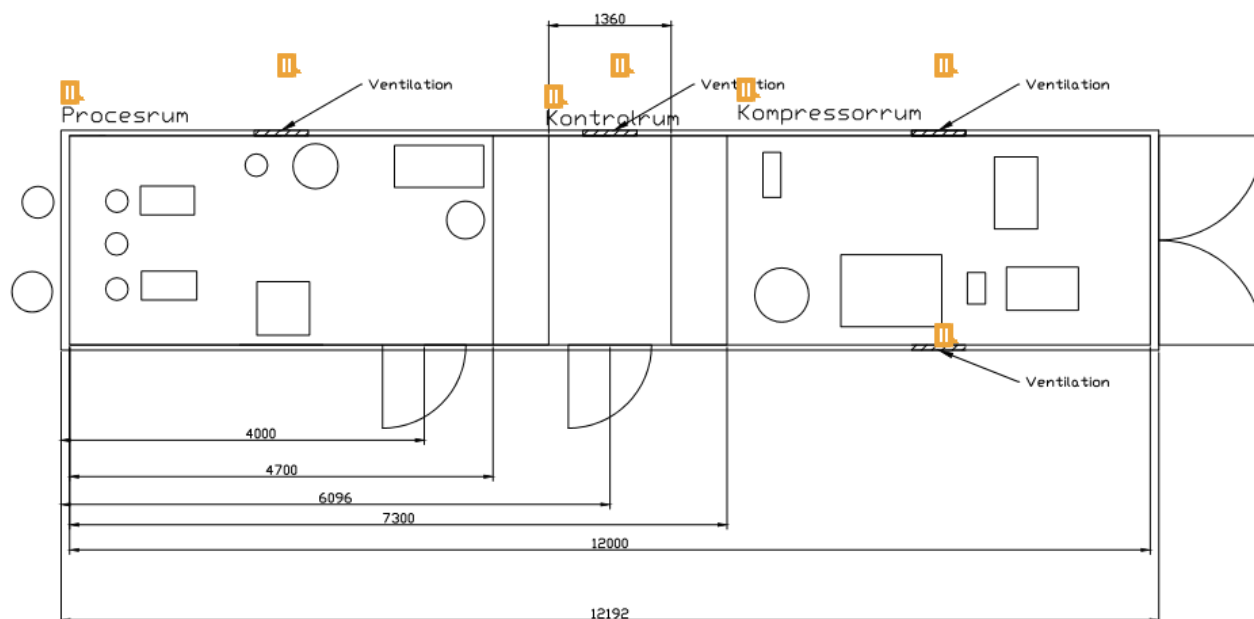 1360
Ventilation
Ventilation
Ventilation
Procesrum
Kontrolrum
Kompressorrum
Ventilation
4000
4700
6096
7300
12000
12192